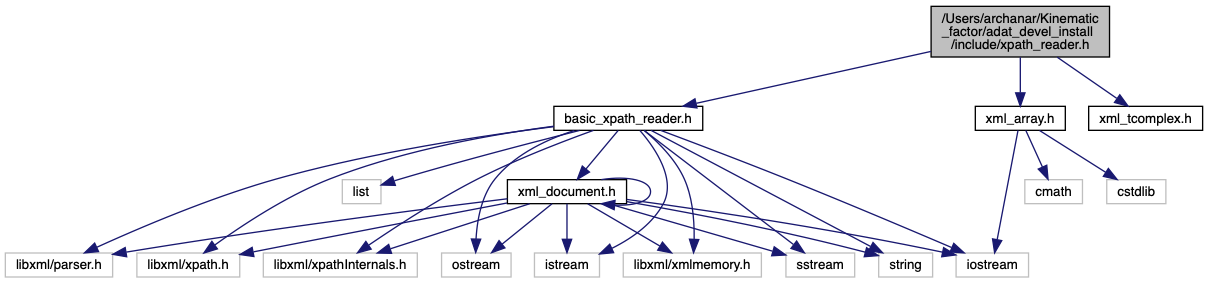 /Users/archanar/Kinematic
_factor/adat_devel_install
/include/xpath_reader.h
basic_xpath_reader.h
xml_array.h
xml_tcomplex.h
list
xml_document.h
cmath
cstdlib
libxml/parser.h
libxml/xpath.h
libxml/xpathInternals.h
ostream
istream
libxml/xmlmemory.h
sstream
string
iostream